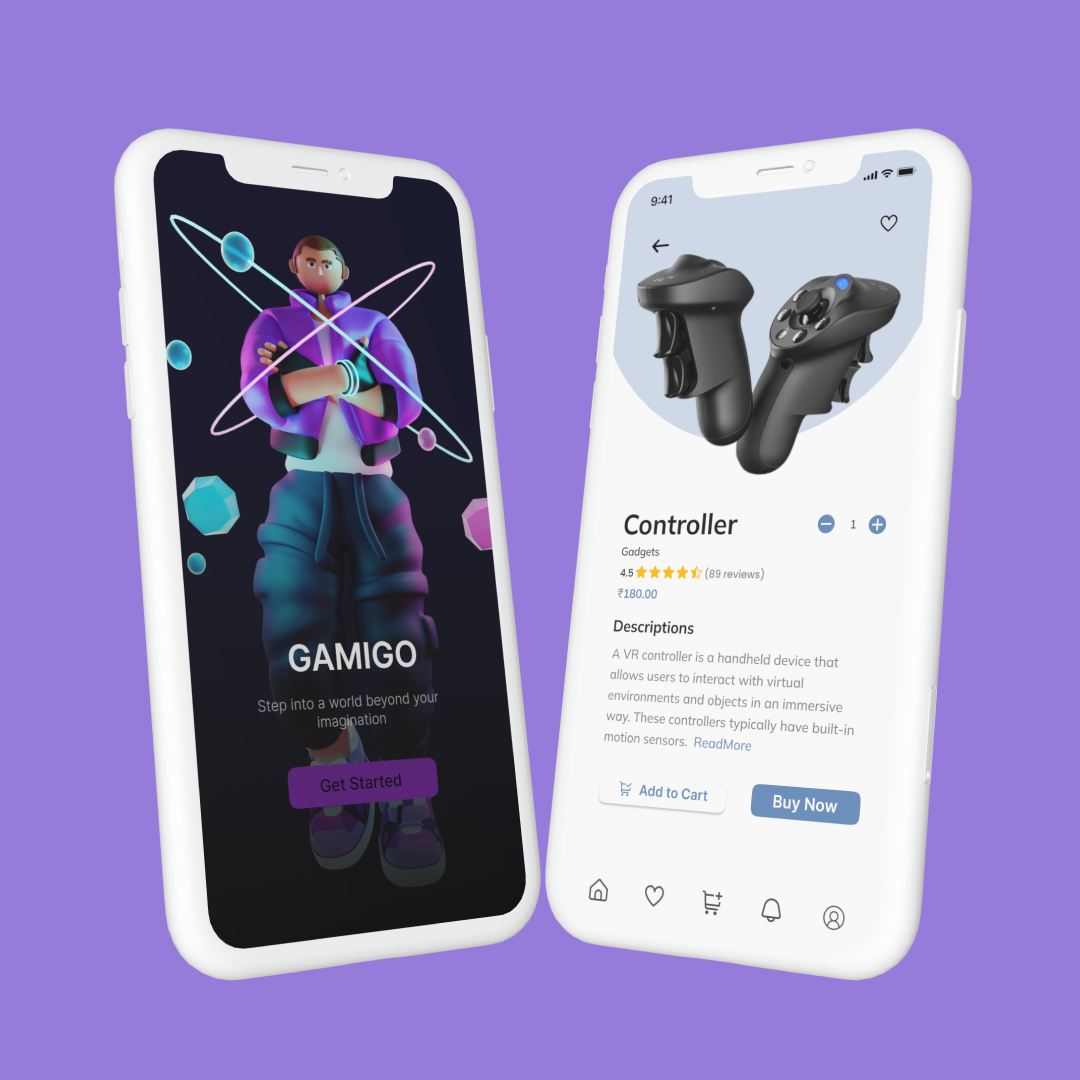 GAMIGO
Step into a world beyond your
imagination
Get Started
9:41
Controller
1
Gadgets
4.5 (89 reviews)
₹180.00
Descriptions
A VR controller is a handheld device that
allows users to interact with virtual
environments and objects in an immersive
way. These controllers typically have built-in
motion sensors. ReadMore
Add to Cart
Buy Now